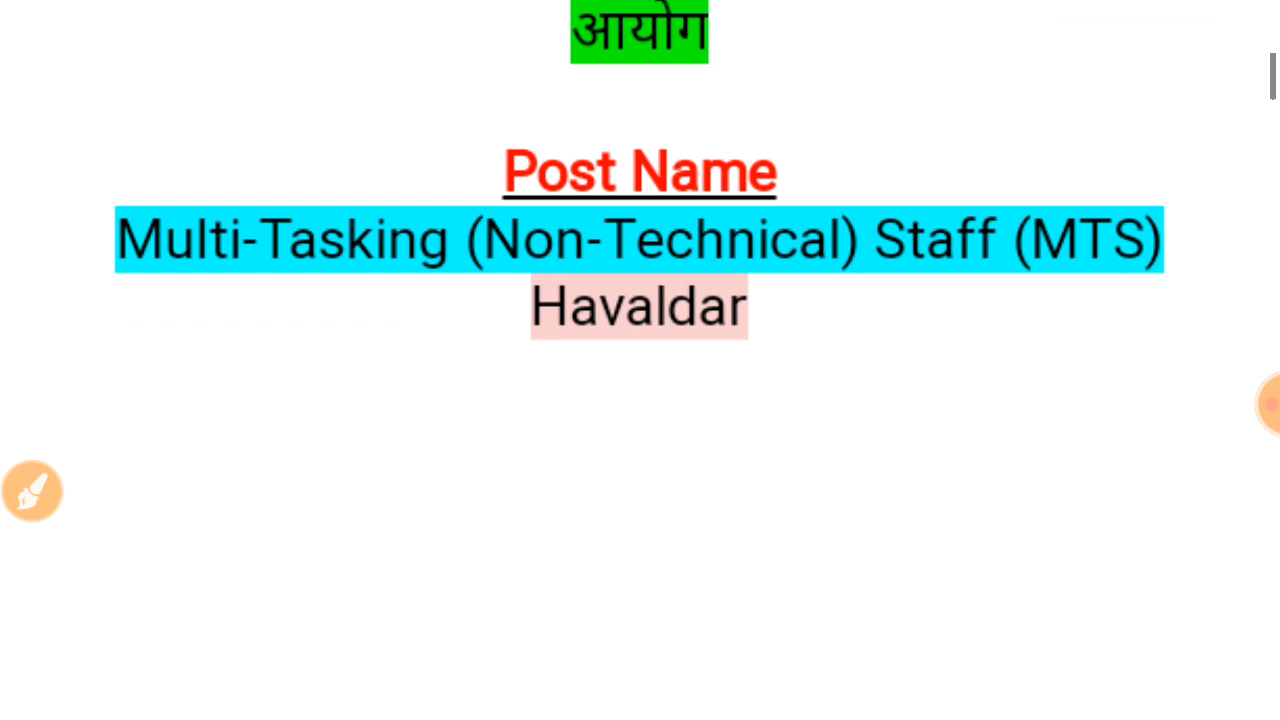 आयोग
Post Name
Multi-Tasking (Non-Technical) Staff (MTS)
Havaldar